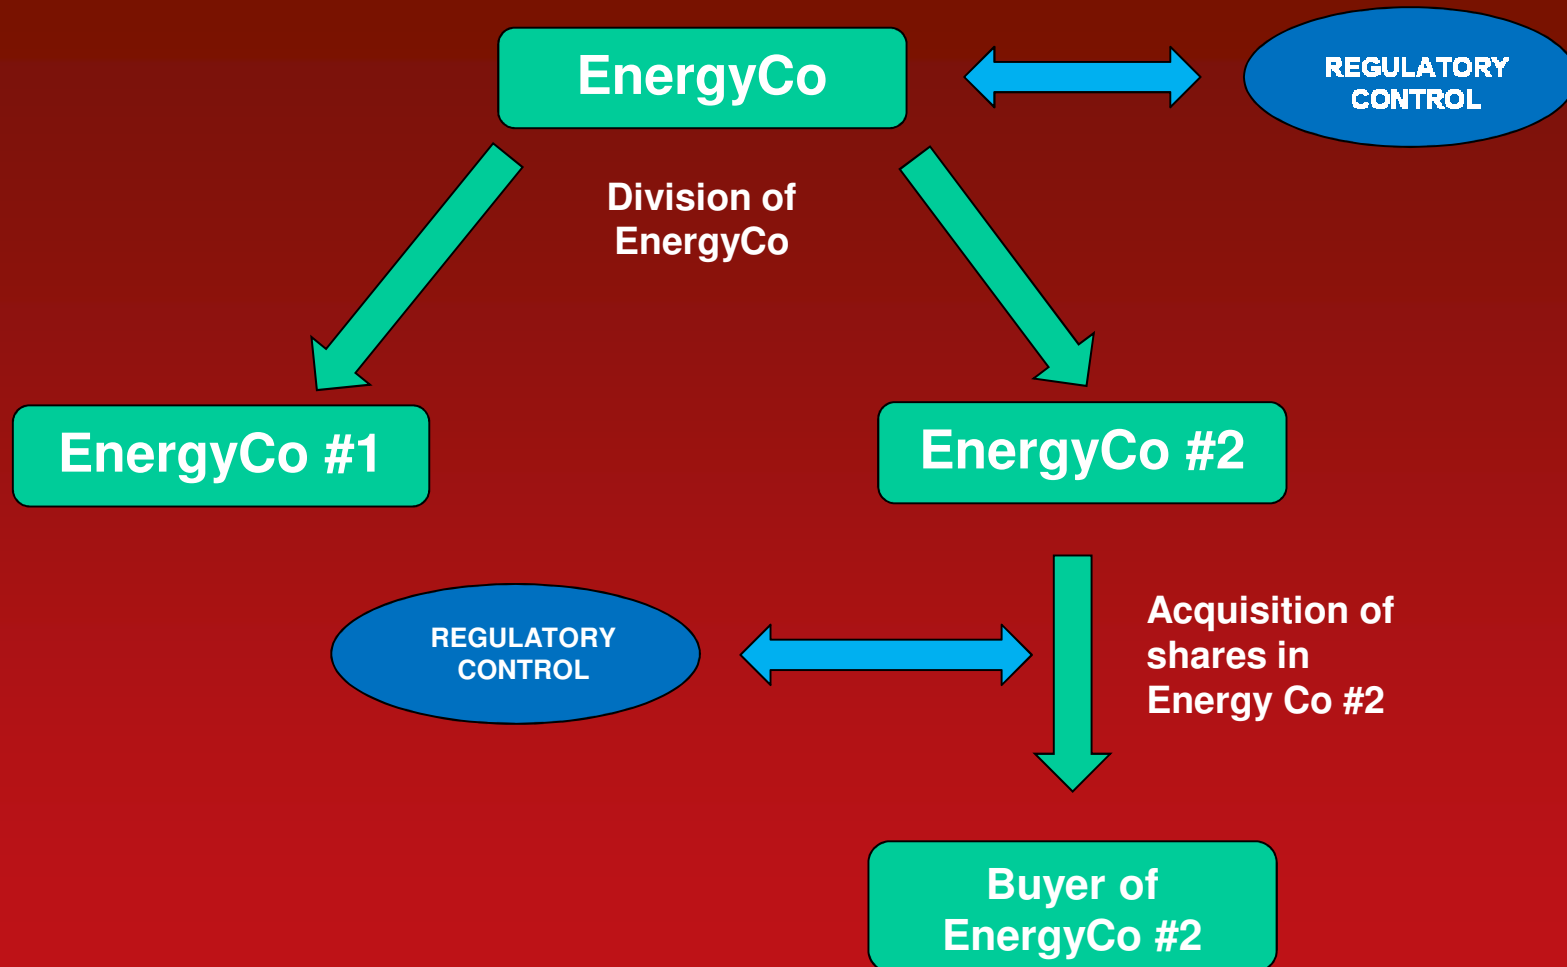 EnergyCo
REGULATORY
CONTROL
Division of
EnergyCo
EnergyCo #1
EnergyCo #2
REGULATORY
CONTROL
Acquisition of
shares in
Energy Co #2
Buyer of
EnergyCo #2